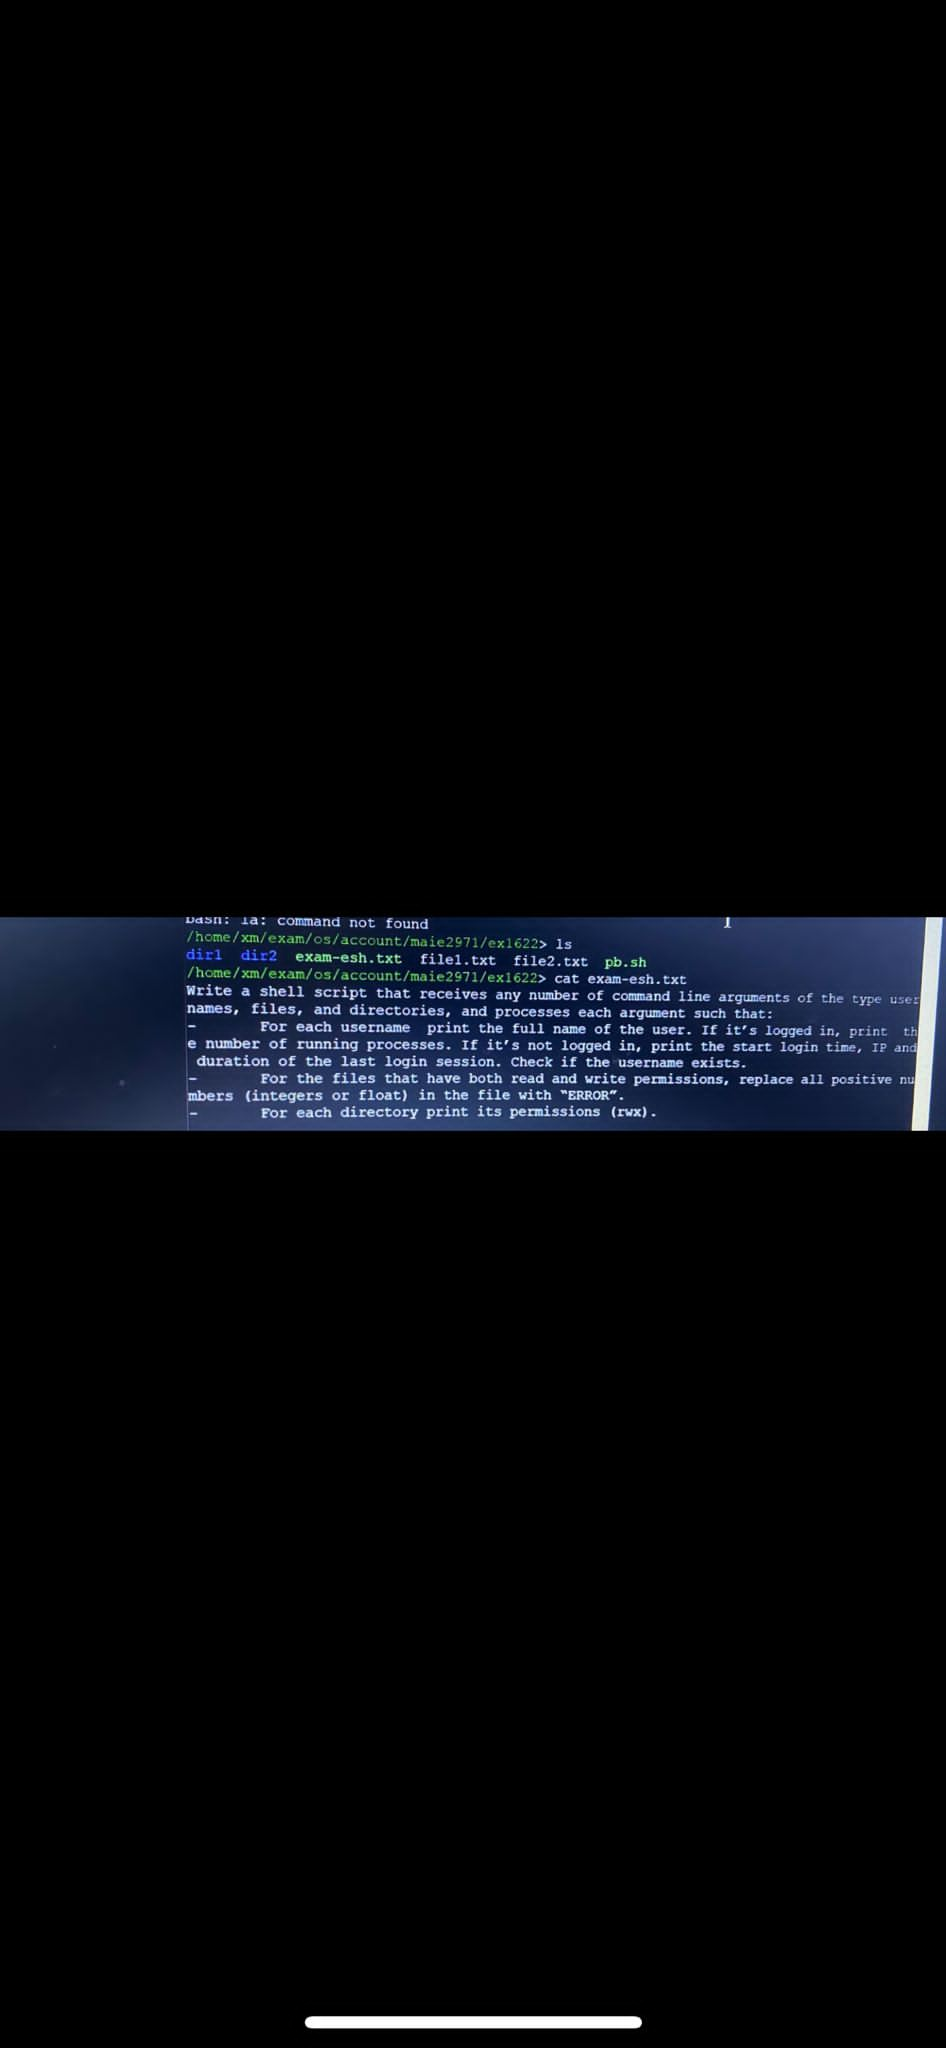 bash: la: command not found
/home/xm/exam/os/account/maie2971/ex1622> ls
dir1 dir2 exam-esh.txt file1.txt file2.txt pb.sh
/home/xm/exam/os/account/maie2971/ex1622> cat exam-esh.txt
Write a shell script that receives any number of command line arguments of the type user
names, files, and directories, and processes each argument such that:
- For each username print the full name of the user. If it's logged in, print th
e number of running processes. If it's not logged in, print the start login time, IP and
duration of the last login session. Check if the username exists.
- For the files that have both read and write permissions, replace all positive nu
mbers (integers or float) in the file with “ERROR”.
- For each directory print its permissions (rwx).